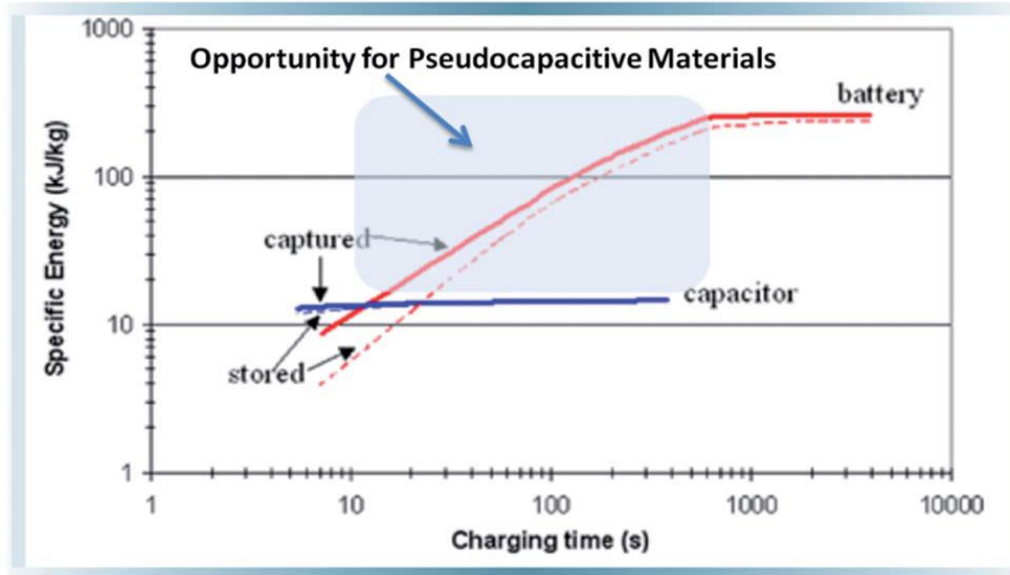 1000
Opportunity for Pseudocapacitive Materials
battery
100
captured
capacitor
10
stored
1
1 10 100 1000 10000
Charging time (s)
Specific Energy (kJ/kg)